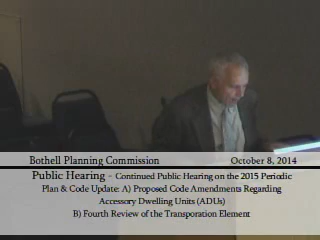 Bothell Planning Commission October 8, 2014
Public Hearing - Continued Public Hearing on the 2015 Periodic
Plan & Code Update: A) Proposed Code Amendments Regarding
Accessory Dwelling Units (ADUs)
B) Fourth Review of the Transporation Element